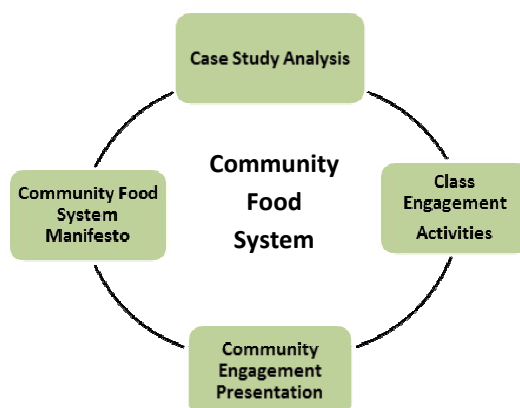 Case Study Analysis
Community
Food
System
Community Food
System
Manifesto
Class
Engagement
Activities
Community
Engagement
Presentation